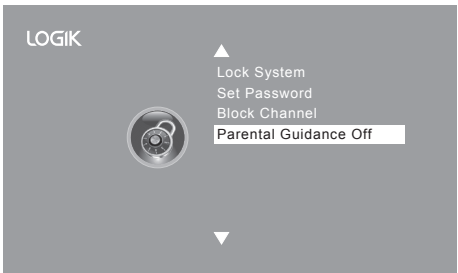 LOGIK
Lock System
Set Password
Block Channel
Parental Guidance Off